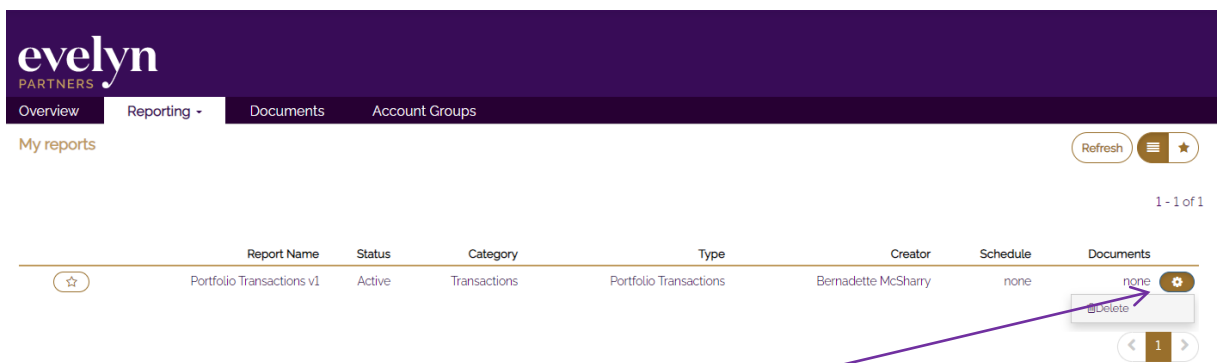 evelyn
PARTNERS
Overview Reporting Documents Account Groups
My reports Refresh
1 - 1 of 1
Report Name Status Category Type Creator Schedule Documents
Portfolio Transactions v1 Active Transactions Portfolio Transactions Bernadette McSharry none none
Delete
< 1 >